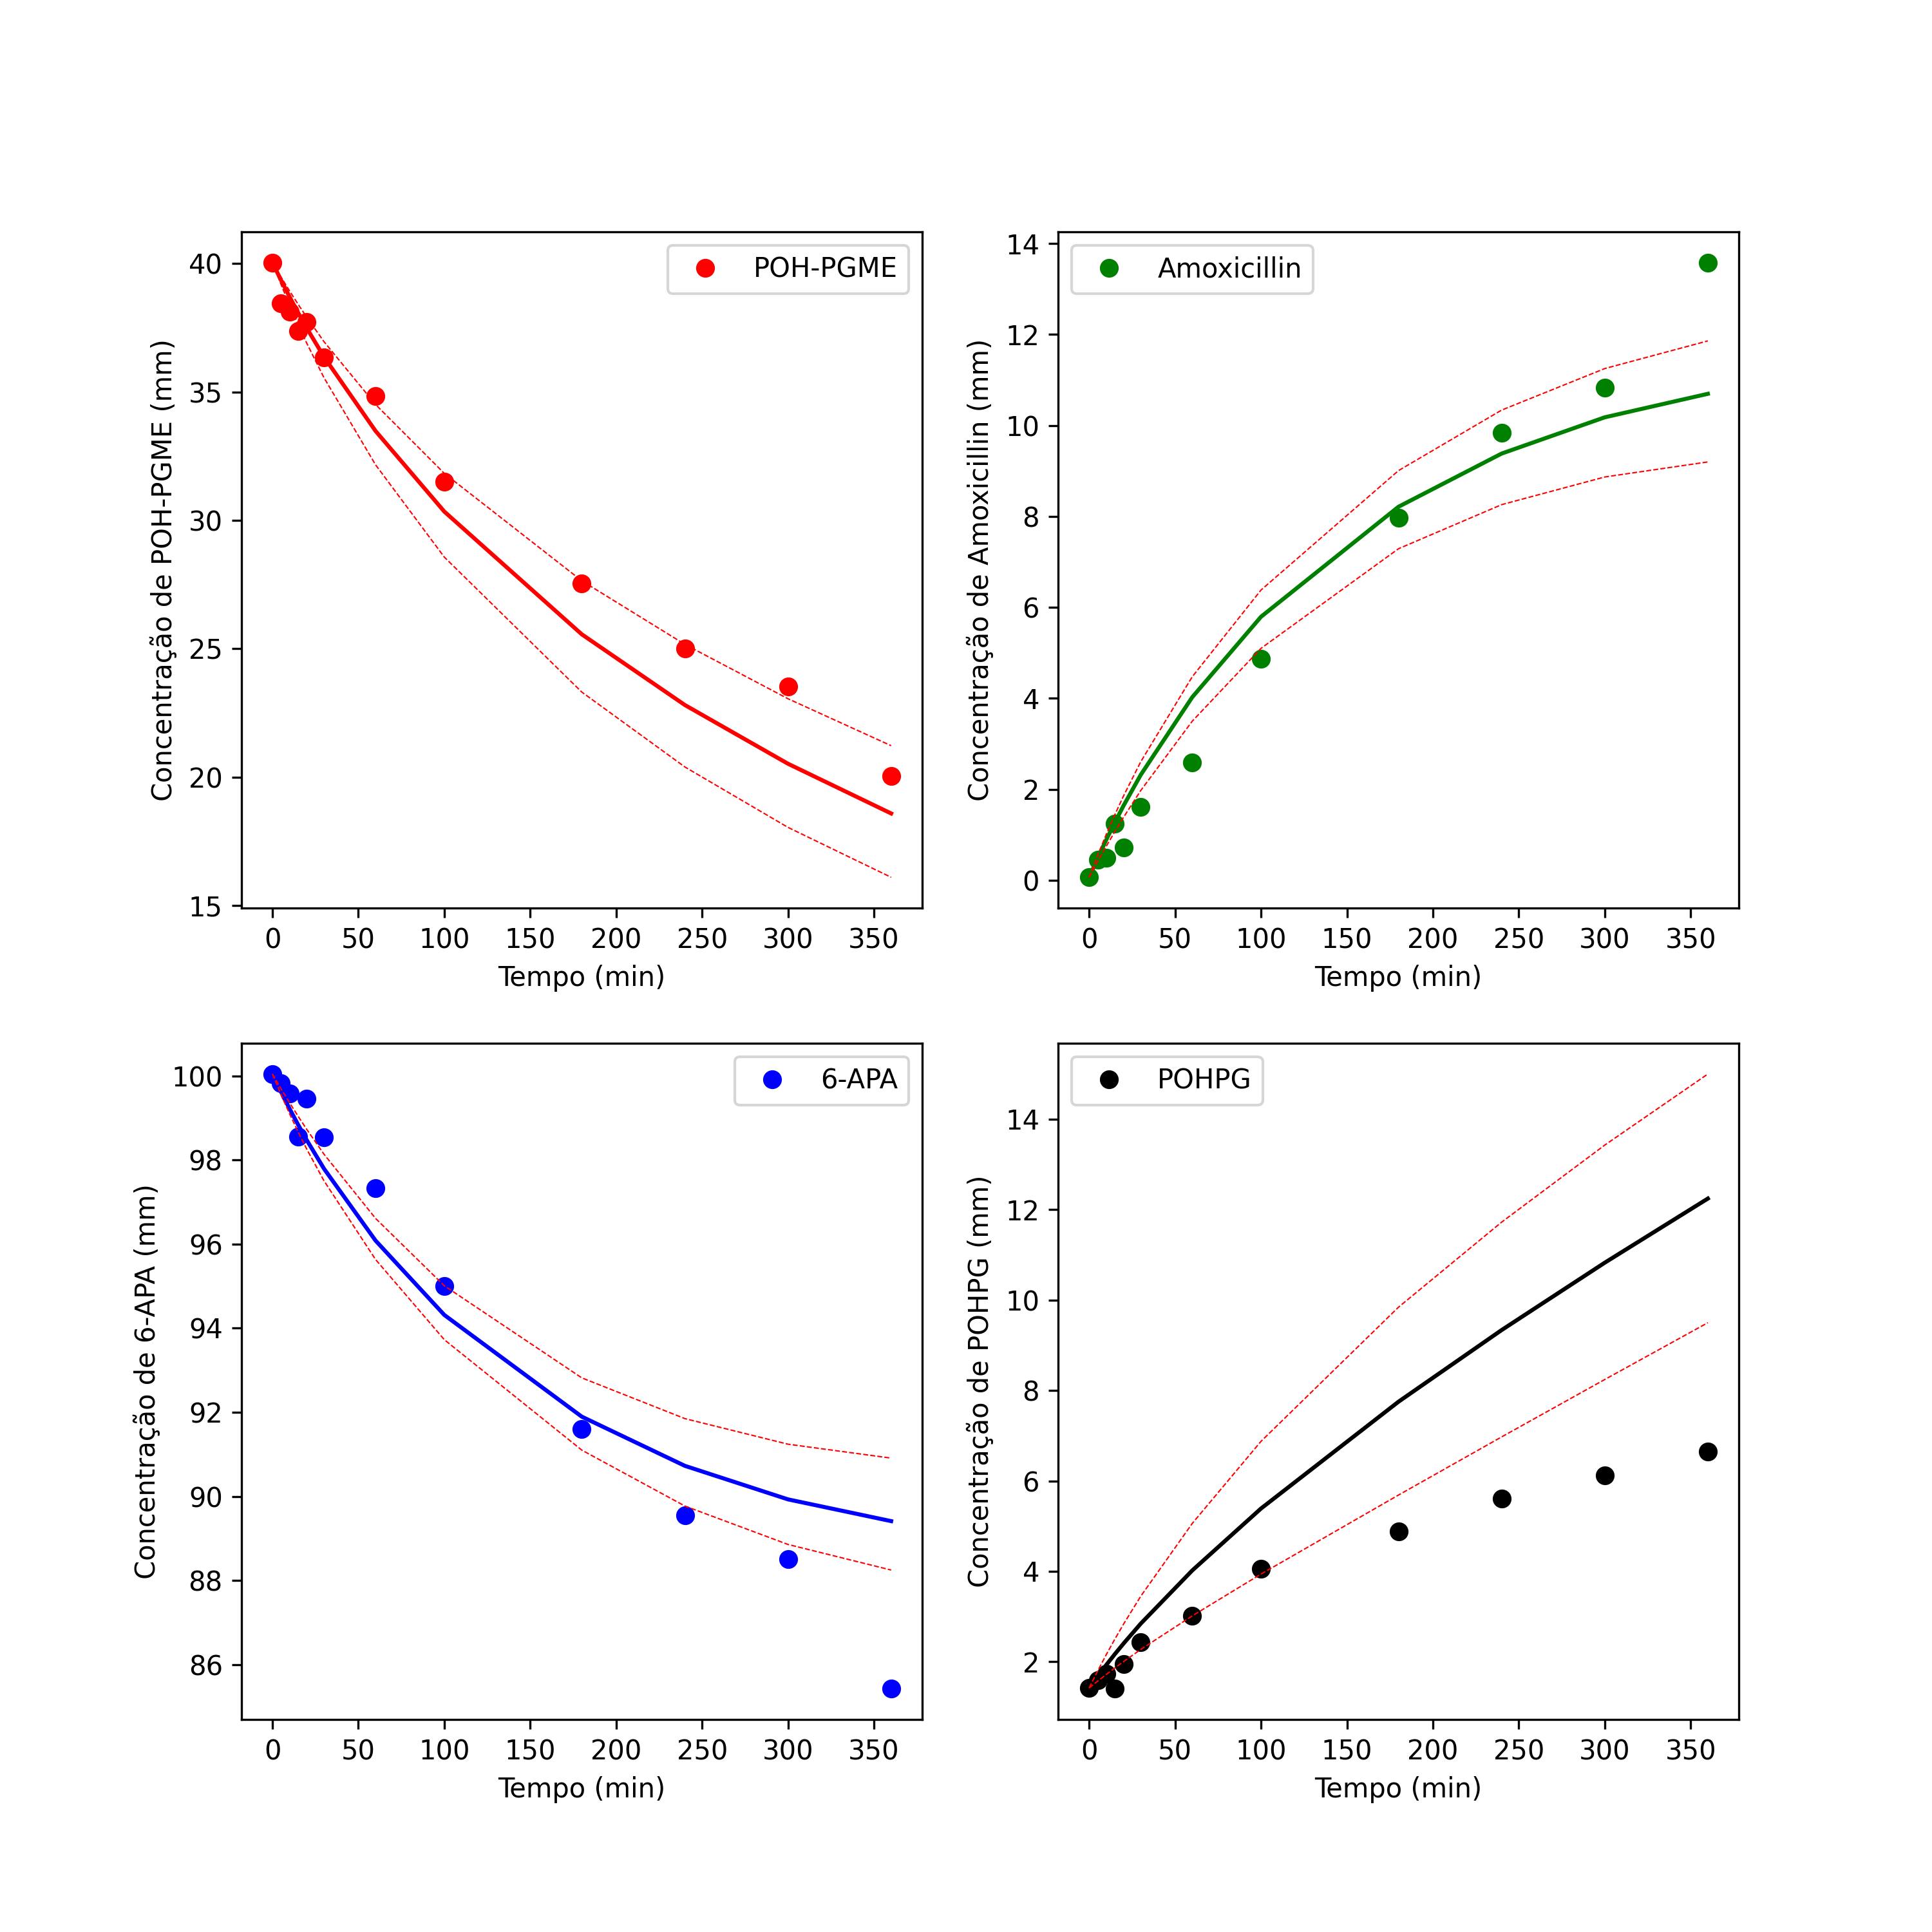 POH-PGME
Concentração de POH-PGME (mm)
40
35
30
25
20
15
0 50 100 150 200 250 300 350
Tempo (min)
Amoxicillin
Concentração de Amoxicillin (mm)
14
12
10
8
6
4
2
0
0 50 100 150 200 250 300 350
Tempo (min)
6-APA
Concentração de 6-APA (mm)
100
98
96
94
92
90
88
86
0 50 100 150 200 250 300 350
Tempo (min)
POHPG
Concentração de POHPG (mm)
14
12
10
8
6
4
2
0 50 100 150 200 250 300 350
Tempo (min)